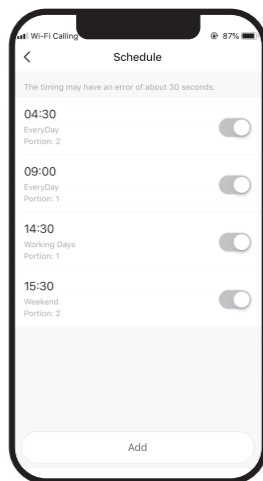 Wi-Fi Calling 87%
Schedule
The timing may have an error of about 30 seconds.
04:30
EveryDay
Portion: 2
09:00
EveryDay
Portion: 1
14:30
Working Days
Portion: 1
15:30
Weekend
Portion: 2
Add